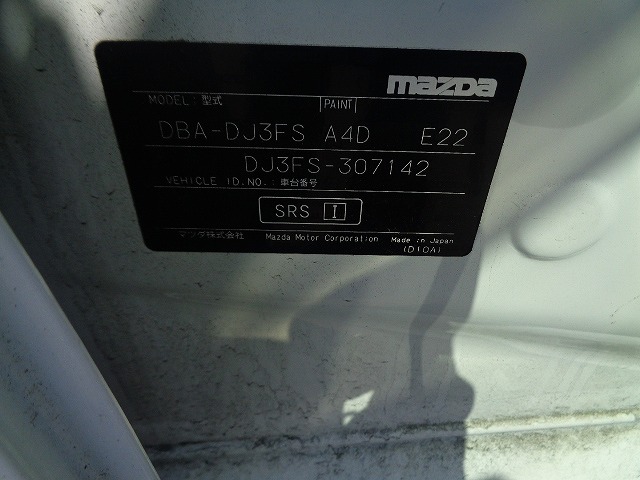 mazda
MODEL:型式 PAINT
DBA-DJ3FS A4D E22
DJ3FS-307142
VEHICLE ID.NO.:車台番号
SRS I
マツダ株式会社 Mazda Motor Corporation Made in Japan
(D10A)